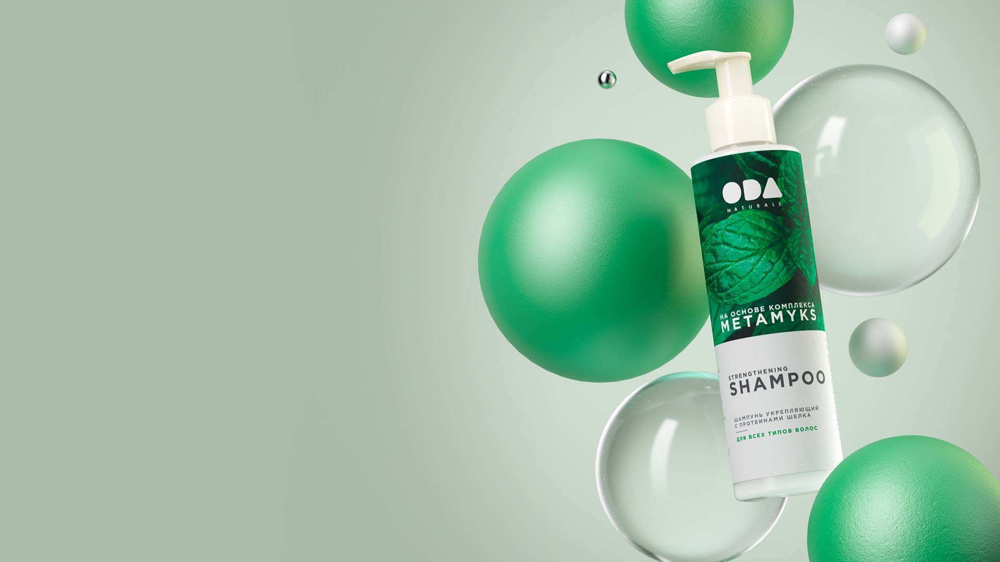 ODA
NATURALS
НА ОСНОВЕ КОМПЛЕКСА
METAMYKS
STRENGTHENING
SHAMPOO
ШАМПУНЬ УКРЕПЛЯЮЩИЙ
С ПРОТЕИНАМИ ШЕЛКА
ДЛЯ ВСЕХ ТИПОВ ВОЛОС